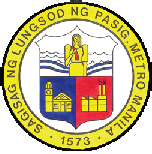 SAGISAG NG LUNGSOD NG PASIG, METRO MANILA
· 1573 ·